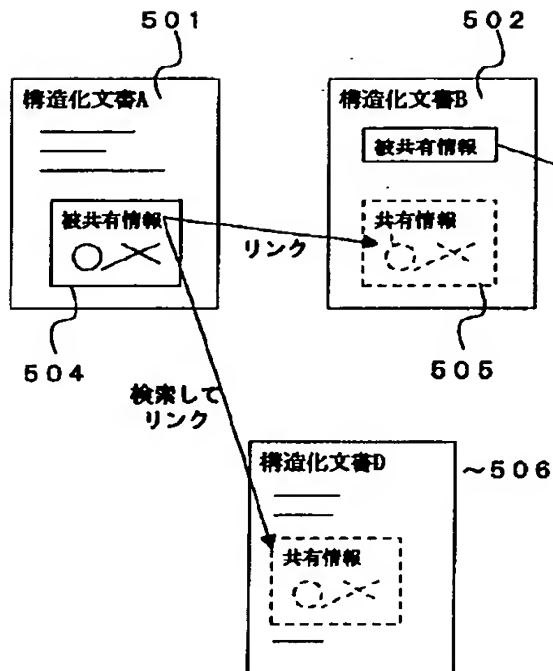 501
502
構造化文書A
構造化文書B
被共有情報
被共有情報
共有情報
リンク
504
505
検索して
リンク
構造化文書D
~506
共有情報